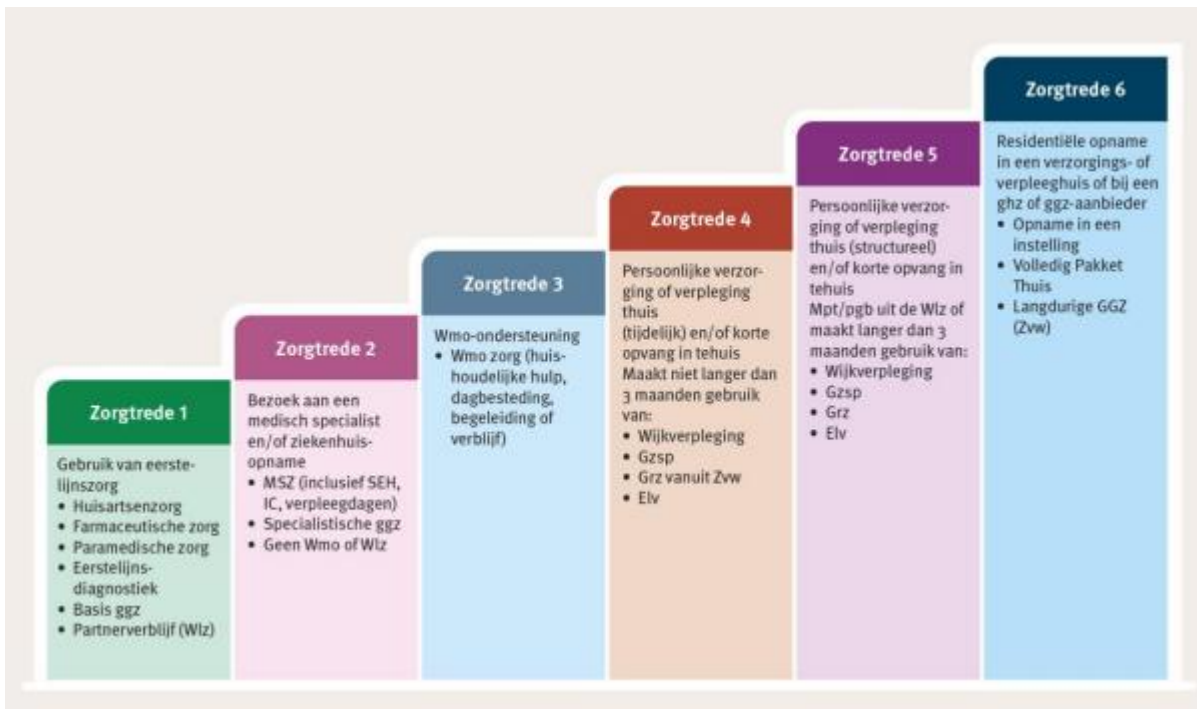 Zorgtrede 1
Gebruik van eerste-
lijnszorg
• Huisartsenzorg
• Farmaceutische zorg
• Paramedische zorg
• Eerstelijns-
diagnostiek
• Basis ggz
• Partnerverblijf (Wlz)
Zorgtrede 2
Bezoek aan een
medisch specialist
en/of ziekenhuis-
opname
• MSZ (inclusief SEH,
IC, verpleegdagen)
• Specialistische ggz
• Geen Wmo of Wlz
Zorgtrede 3
Wmo-ondersteuning
• Wmo zorg (huis-
houdelijke hulp,
dagbesteding,
begeleiding of
verblijf)
Zorgtrede 4
Persoonlijke verzor-
ging of verpleging
thuis
(tijdelijk) en/of korte
opvang in tehuis
Maakt niet langer dan
3 maanden gebruik
van:
• Wijkverpleging
• Gzsp
• Grz vanuit Zvw
• Elv
Zorgtrede 5
Persoonlijke verzor-
ging of verpleging
thuis (structureel)
en/of korte opvang in
tehuis
Mpt/pgb uit de Wlz of
maakt langer dan 3
maanden gebruik van:
• Wijkverpleging
• Gzsp
• Grz
• Elv
Zorgtrede 6
Residentiële opname
in een verzorgings- of
verpleeghuis of bij een
ghz of ggz-aanbieder
• Opname in een
instelling
• Volledig Pakket
Thuis
• Langdurige GGZ
(Zvw)